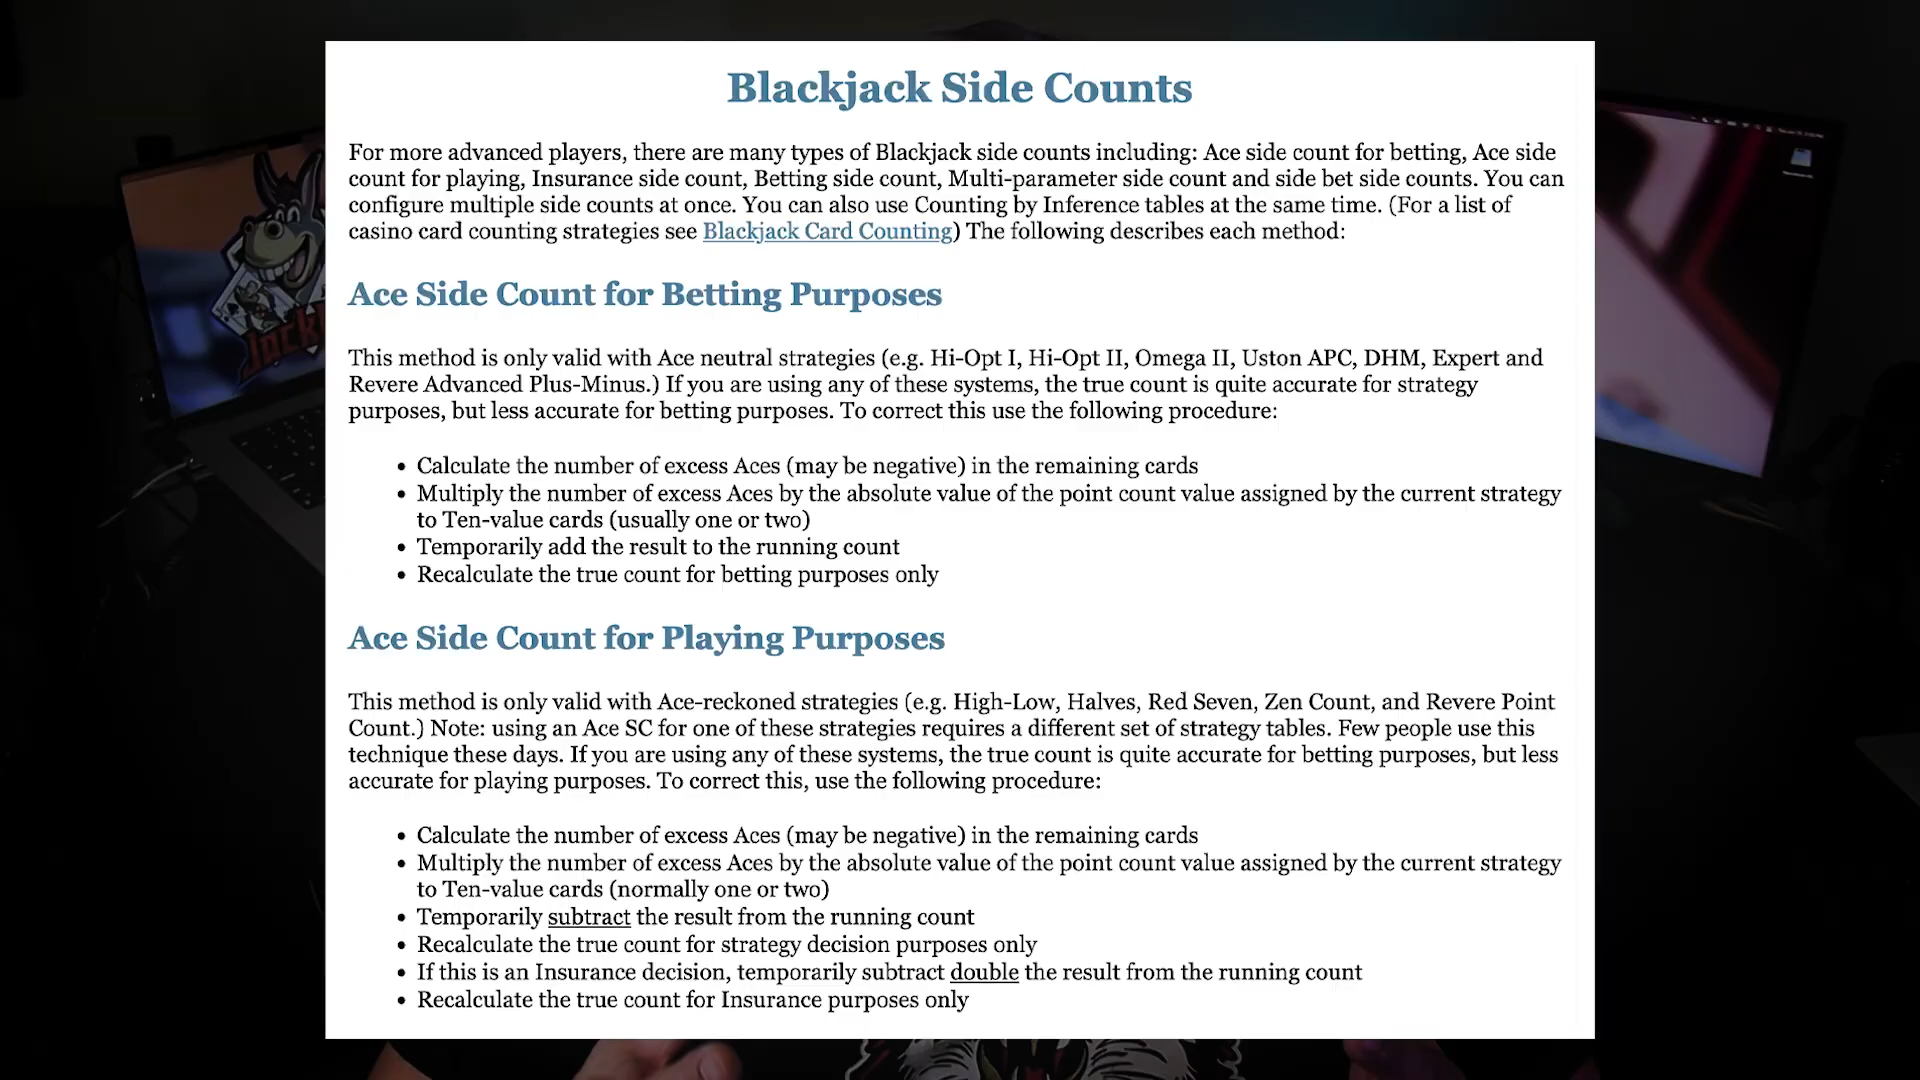 Blackjack Side Counts
For more advanced players, there are many types of Blackjack side counts including: Ace side count for betting, Ace side
count for playing, Insurance side count, Betting side count, Multi-parameter side count and side bet side counts. You can
configure multiple side counts at once. You can also use Counting by Inference tables at the same time. (For a list of
casino card counting strategies see Blackjack Card Counting) The following describes each method:
Ace Side Count for Betting Purposes
This method is only valid with Ace neutral strategies (e.g. Hi-Opt I, Hi-Opt II, Omega II, Uston APC, DHM, Expert and
Revere Advanced Plus-Minus.) If you are using any of these systems, the true count is quite accurate for strategy
purposes, but less accurate for betting purposes. To correct this use the following procedure:
• Calculate the number of excess Aces (may be negative) in the remaining cards
• Multiply the number of excess Aces by the absolute value of the point count value assigned by the current strategy
to Ten-value cards (usually one or two)
• Temporarily add the result to the running count
• Recalculate the true count for betting purposes only
Ace Side Count for Playing Purposes
This method is only valid with Ace-reckoned strategies (e.g. High-Low, Halves, Red Seven, Zen Count, and Revere Point
Count.) Note: using an Ace SC for one of these strategies requires a different set of strategy tables. Few people use this
technique these days. If you are using any of these systems, the true count is quite accurate for betting purposes, but less
accurate for playing purposes. To correct this, use the following procedure:
• Calculate the number of excess Aces (may be negative) in the remaining cards
• Multiply the number of excess Aces by the absolute value of the point count value assigned by the current strategy
to Ten-value cards (normally one or two)
• Temporarily subtract the result from the running count
• Recalculate the true count for strategy decision purposes only
• If this is an Insurance decision, temporarily subtract double the result from the running count
• Recalculate the true count for Insurance purposes only